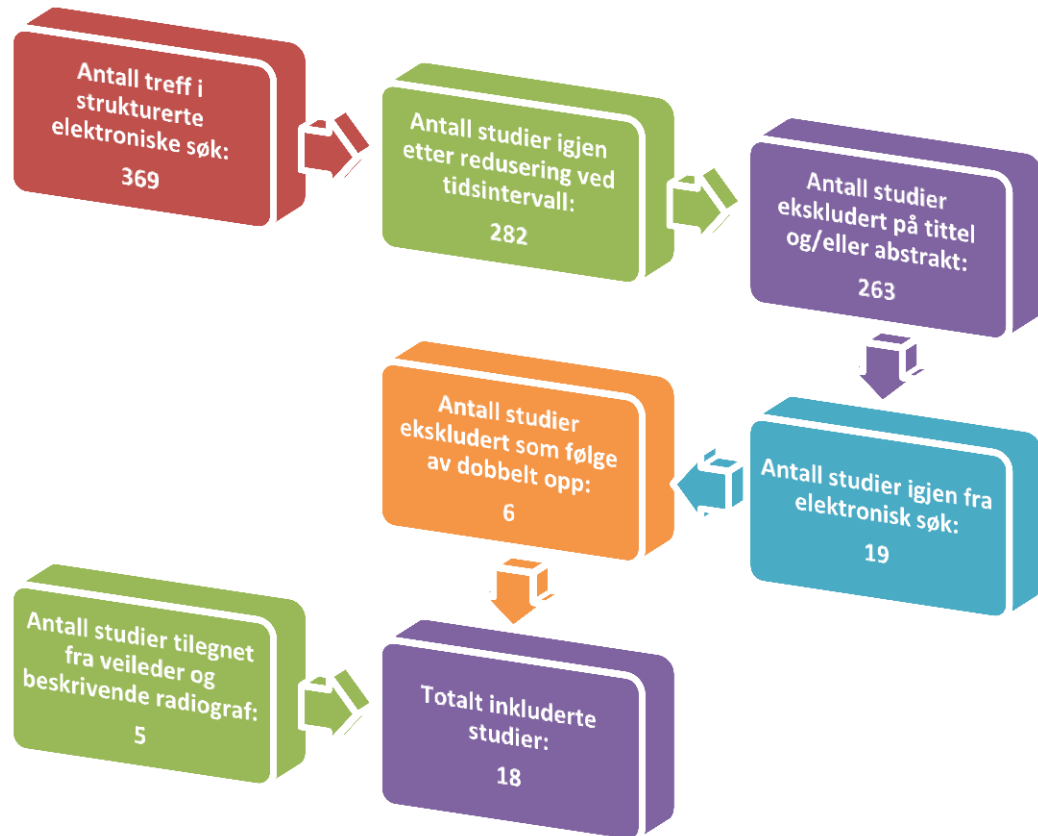 Antall treff i
strukturerte
elektroniske søk:
369
Antall studier igjen
etter redusering ved
tidsintervall:
282
Antall studier
ekskludert på tittel
og/eller abstrakt:
263
Antall studier igjen fra
elektronisk søk:
19
Antall studier
ekskludert som følge
av dobbelt opp:
6
Antall studier tilegnet
fra veileder og
beskrivende radiograf:
5
Totalt inkluderte
studier:
18